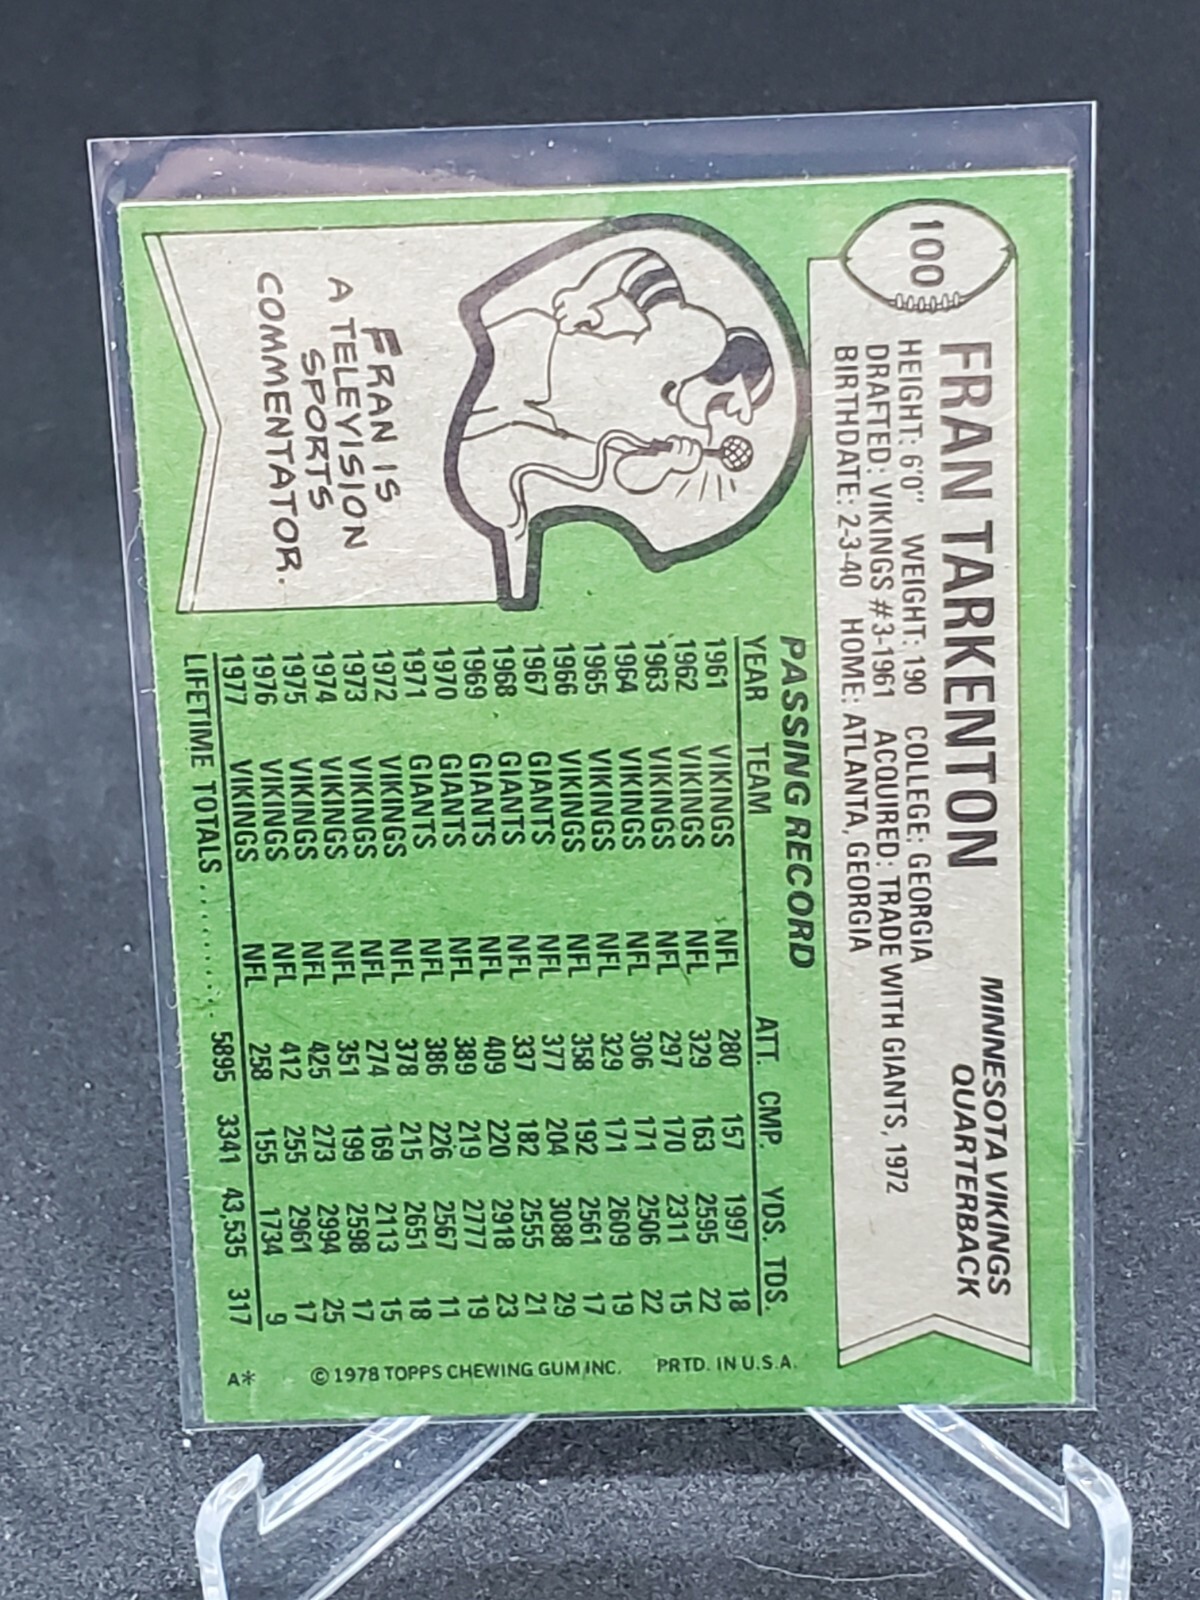 100
FRAN TARKENTON
MINNESOTA VIKINGS
QUARTERBACK
HEIGHT: 6'0" WEIGHT: 190 COLLEGE: GEORGIA
DRAFTED: VIKINGS #3-1961 ACQUIRED: TRADE WITH GIANTS, 1972
BIRTHDATE: 2-3-40 HOME: ATLANTA, GEORGIA
FRAN IS
A TELEVISION
SPORTS
COMMENTATOR.
PASSING RECORD
YEAR TEAM ATT. CMP. YDS. TDS.
1961 VIKINGS NFL 280 157 1997 18
1962 VIKINGS NFL 329 163 2595 22
1963 VIKINGS NFL 297 170 2311 15
1964 VIKINGS NFL 306 171 2506 22
1965 VIKINGS NFL 329 171 2609 19
1966 VIKINGS NFL 358 192 2561 17
1967 GIANTS NFL 377 204 3088 29
1968 GIANTS NFL 337 182 2555 21
1969 GIANTS NFL 409 220 2918 23
1970 GIANTS NFL 389 219 2777 19
1971 GIANTS NFL 386 226 2567 11
1972 VIKINGS NFL 378 215 2651 18
1973 VIKINGS NFL 274 169 2113 15
1974 VIKINGS NFL 351 199 2598 17
1975 VIKINGS NFL 425 273 2994 25
1976 VIKINGS NFL 412 255 2961 17
1977 VIKINGS NFL 258 155 1734 9
LIFETIME TOTALS .......... 5895 3341 43,535 317
A* © 1978 TOPPS CHEWING GUM INC. PRTD. IN U.S.A.